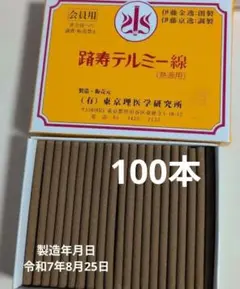 会員用
伊藤金逸創製
伊藤京逸調製
蕗寿テルミー線
(熱療用)
製造・販売元
(有)東京理医学研究所
100本
製造年月日
令和7年8月25日